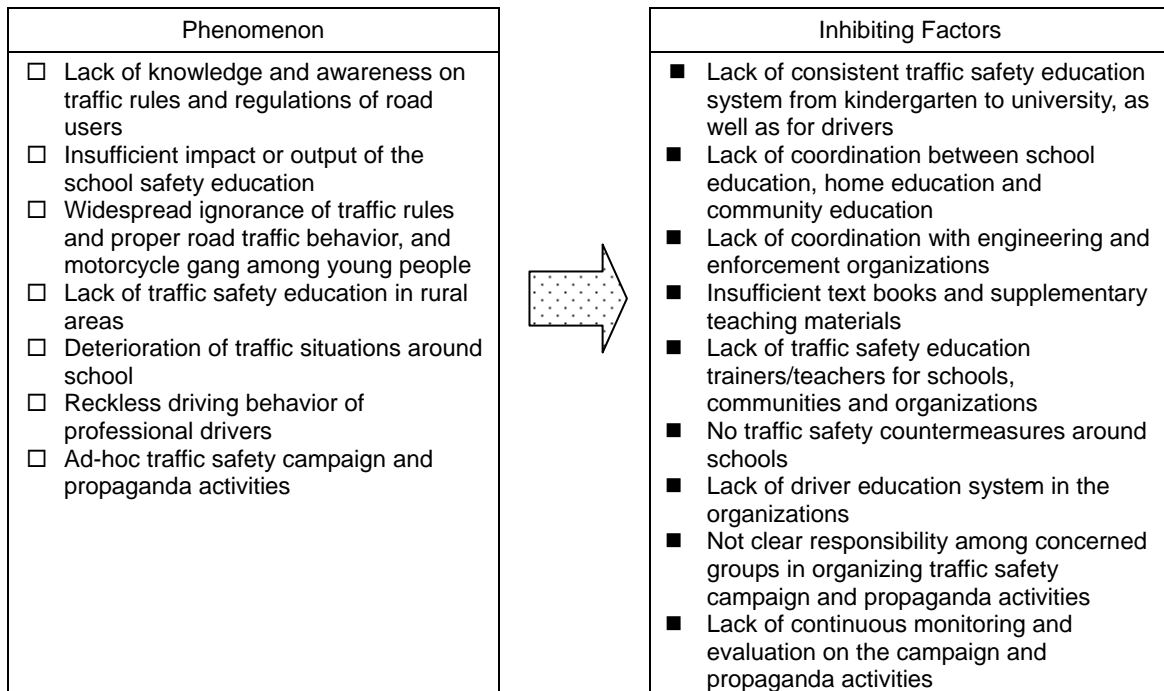 Phenomenon
□ Lack of knowledge and awareness on
traffic rules and regulations of road
users
□ Insufficient impact or output of the
school safety education
□ Widespread ignorance of traffic rules
and proper road traffic behavior, and
motorcycle gang among young people
□ Lack of traffic safety education in rural
areas
□ Deterioration of traffic situations around
school
□ Reckless driving behavior of
professional drivers
□ Ad-hoc traffic safety campaign and
propaganda activities
Inhibiting Factors
■ Lack of consistent traffic safety education
system from kindergarten to university, as
well as for drivers
■ Lack of coordination between school
education, home education and
community education
■ Lack of coordination with engineering and
enforcement organizations
■ Insufficient text books and supplementary
teaching materials
■ Lack of traffic safety education
trainers/teachers for schools,
communities and organizations
■ No traffic safety countermeasures around
schools
■ Lack of driver education system in the
organizations
■ Not clear responsibility among concerned
groups in organizing traffic safety
campaign and propaganda activities
■ Lack of continuous monitoring and
evaluation on the campaign and
propaganda activities